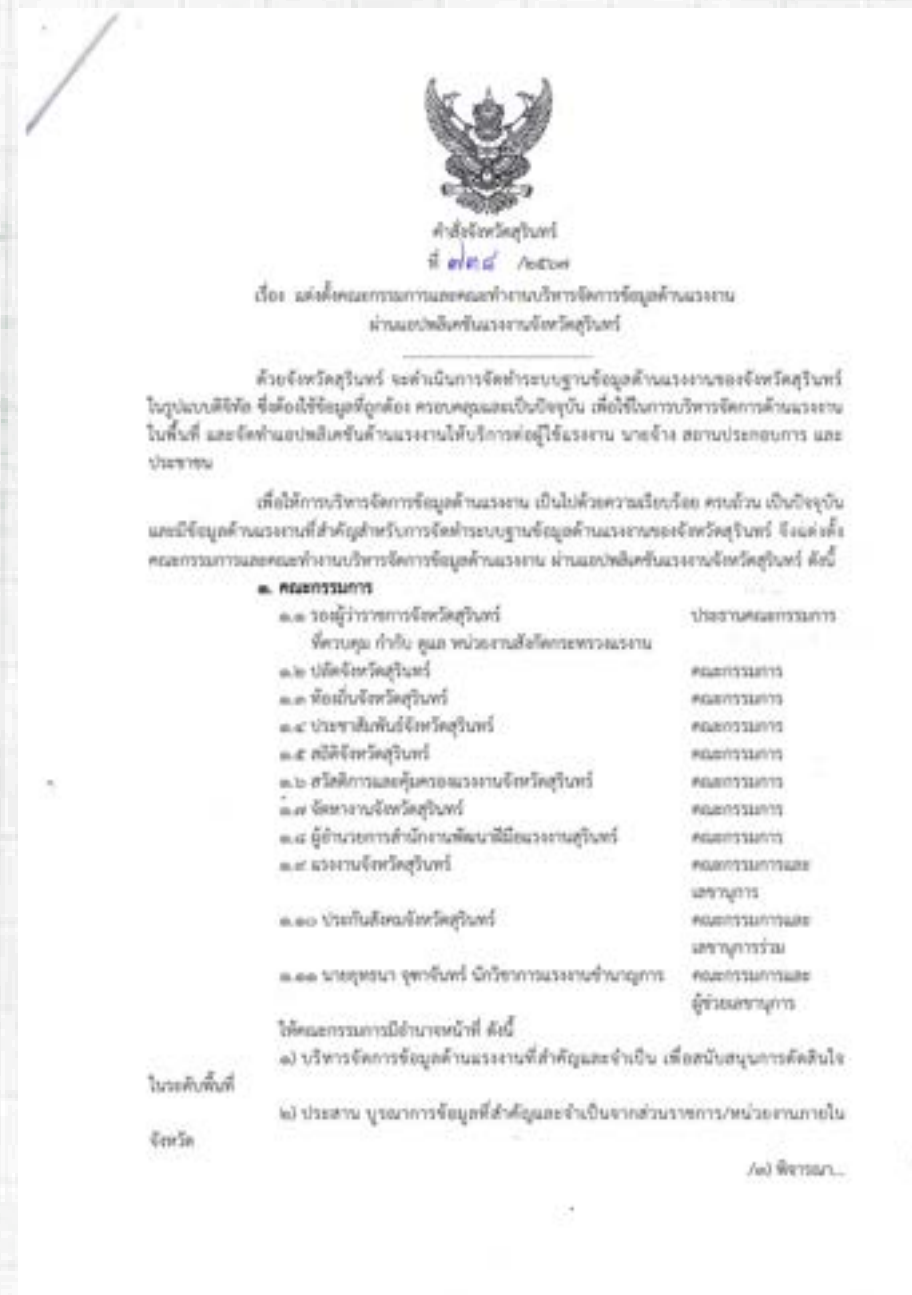 คำสั่งจังหวัดสุรินทร์
ที่ ๗๓๘ /๒๕๖๗
เรื่อง แต่งตั้งคณะกรรมการและคณะทำงานบริหารจัดการข้อมูลด้านแรงงาน
ผ่านแอปพลิเคชันแรงงานจังหวัดสุรินทร์
ด้วยจังหวัดสุรินทร์ จะดำเนินการจัดทำระบบฐานข้อมูลด้านแรงงานของจังหวัดสุรินทร์
ในรูปแบบดิจิทัล ซึ่งต้องใช้ข้อมูลที่ถูกต้อง ครอบคลุมและเป็นปัจจุบัน เพื่อใช้ในการบริหารจัดการด้านแรงงาน
ในพื้นที่ และจัดทำแอปพลิเคชันด้านแรงงานให้บริการต่อผู้ใช้แรงงาน นายจ้าง สถานประกอบการ และ
ประชาชน
เพื่อให้การบริหารจัดการข้อมูลด้านแรงงาน เป็นไปด้วยความเรียบร้อย ครบถ้วน เป็นปัจจุบัน
และมีข้อมูลด้านแรงงานที่สำคัญสำหรับการจัดทำระบบฐานข้อมูลด้านแรงงานของจังหวัดสุรินทร์ จึงแต่งตั้ง
คณะกรรมการและคณะทำงานบริหารจัดการข้อมูลด้านแรงงาน ผ่านแอปพลิเคชันแรงงานจังหวัดสุรินทร์ ดังนี้
๑. คณะกรรมการ
๑.๑ รองผู้ว่าราชการจังหวัดสุรินทร์ ประธานคณะกรรมการ
ที่ควบคุม กำกับ ดูแล หน่วยงานสังกัดกระทรวงแรงงาน
๑.๒ ปลัดจังหวัดสุรินทร์ คณะกรรมการ
๑.๓ ท้องถิ่นจังหวัดสุรินทร์ คณะกรรมการ
๑.๔ ประชาสัมพันธ์จังหวัดสุรินทร์ คณะกรรมการ
๑.๕ สถิติจังหวัดสุรินทร์ คณะกรรมการ
๑.๖ สวัสดิการและคุ้มครองแรงงานจังหวัดสุรินทร์ คณะกรรมการ
๑.๗ จัดหางานจังหวัดสุรินทร์ คณะกรรมการ
๑.๘ ผู้อำนวยการสำนักงานพัฒนาฝีมือแรงงานสุรินทร์ คณะกรรมการ
๑.๙ แรงงานจังหวัดสุรินทร์ คณะกรรมการและ
เลขานุการ
๑.๑๐ ประกันสังคมจังหวัดสุรินทร์ คณะกรรมการและ
เลขานุการร่วม
๑.๑๑ นายยุทธนา จุฑาจันทร์ นักวิชาการแรงงานชำนาญการ คณะกรรมการและ
ผู้ช่วยเลขานุการ
ให้คณะกรรมการมีอำนาจหน้าที่ ดังนี้
๑) บริหารจัดการข้อมูลด้านแรงงานที่สำคัญและจำเป็น เพื่อสนับสนุนการตัดสินใจ
ในระดับพื้นที่
๒) ประสาน บูรณาการข้อมูลที่สำคัญและจำเป็นจากส่วนราชการ/หน่วยงานภายใน
จังหวัด
/๓) พิจารณา...